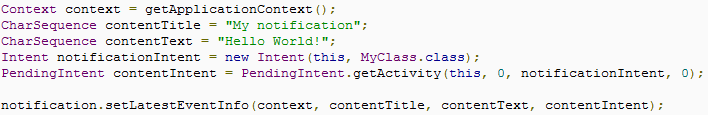 Context context = getApplicationContext();
CharSequence contentTitle = "My notification";
CharSequence contentText = "Hello World!";
Intent notificationIntent = new Intent(this, MyClass.class);
PendingIntent contentIntent = PendingIntent.getActivity(this, 0, notificationIntent, 0);
notification.setLatestEventInfo(context, contentTitle, contentText, contentIntent);